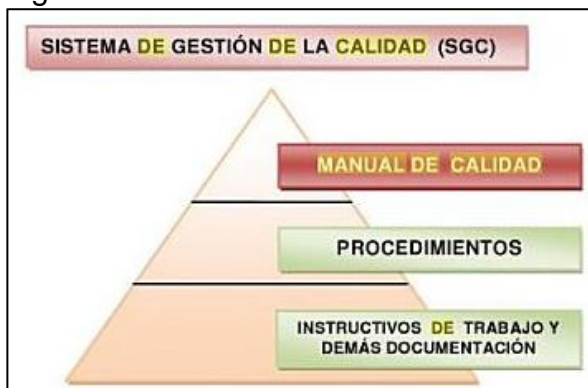 SISTEMA DE GESTIÓN DE LA CALIDAD (SGC)
MANUAL DE CALIDAD
PROCEDIMIENTOS
INSTRUCTIVOS DE TRABAJO Y
DEMÁS DOCUMENTACIÓN